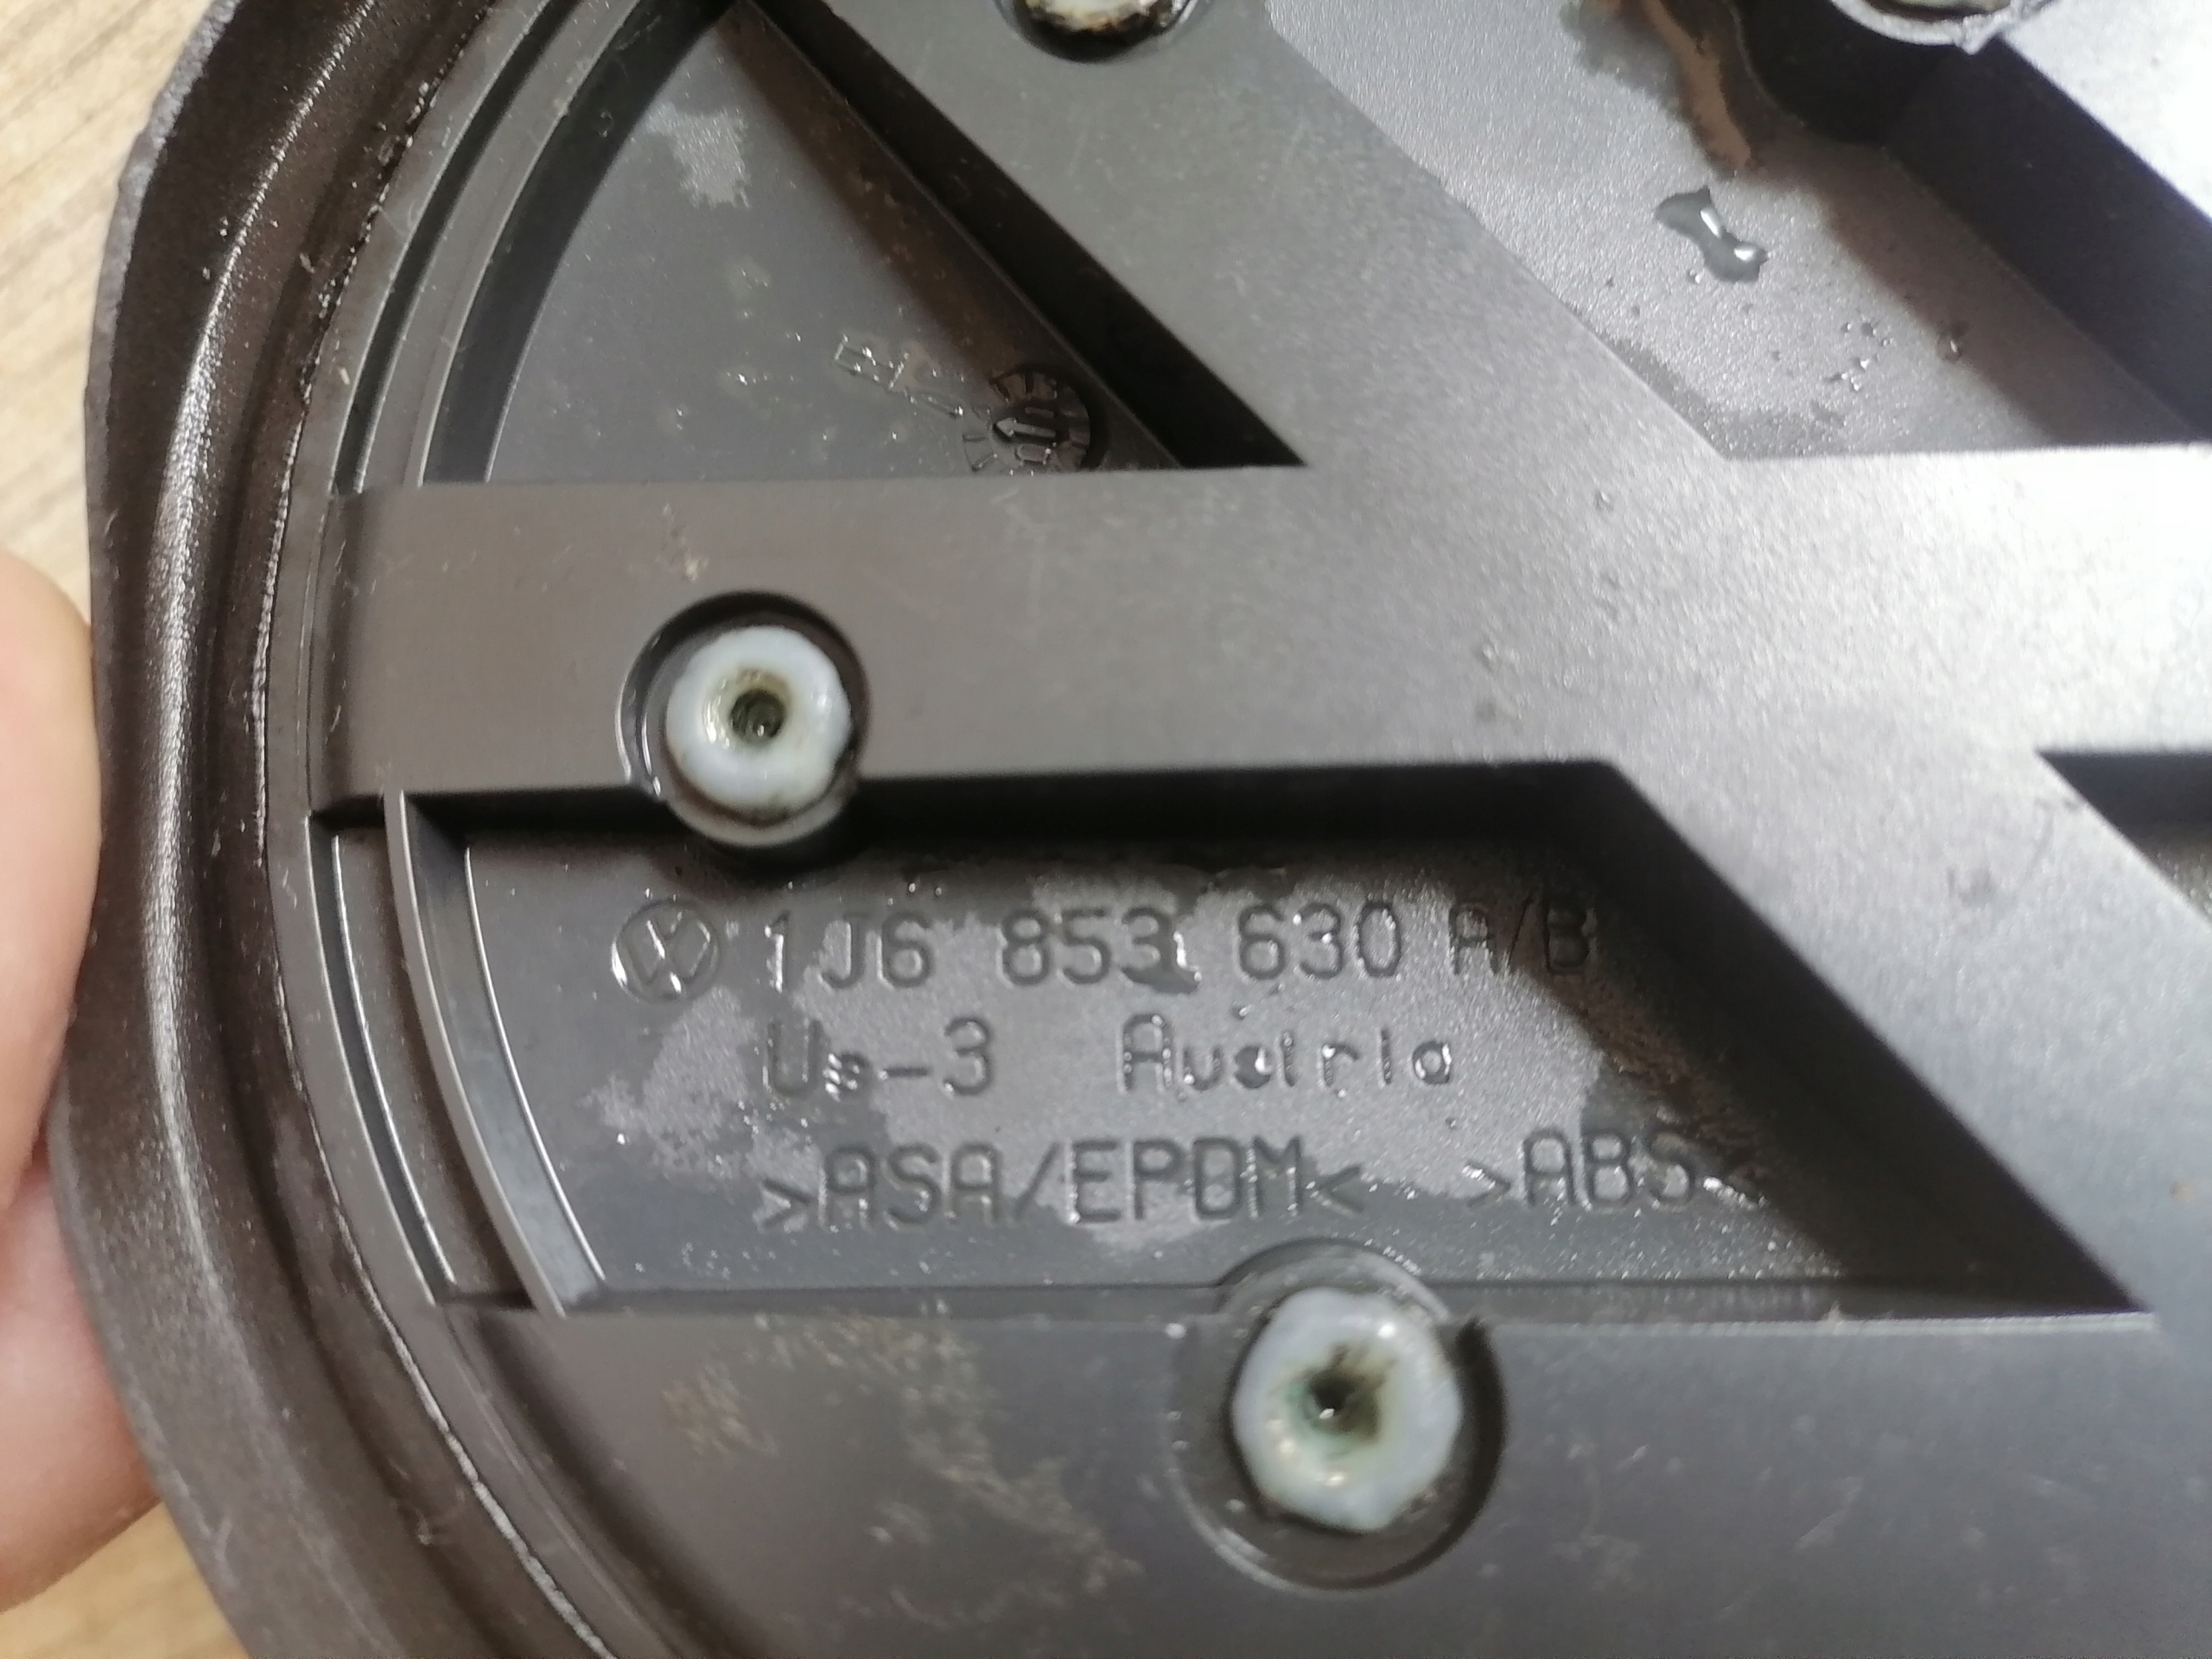 1J6 853 630 A/B
Us-3 Austria
>ASA/EPDM< >ABS<